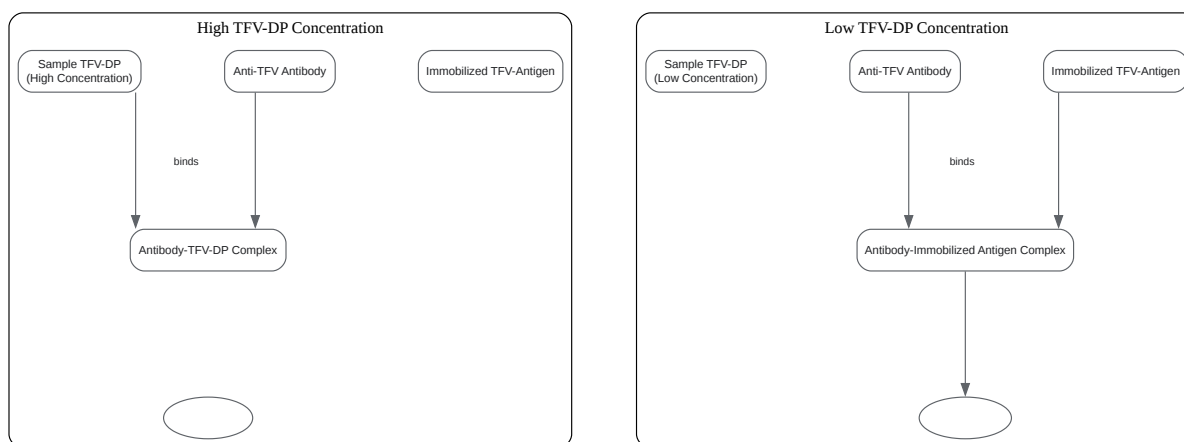 High TFV-DP Concentration
Sample TFV-DP
(High Concentration)
Anti-TFV Antibody
Immobilized TFV-Antigen
binds
Antibody-TFV-DP Complex
Low TFV-DP Concentration
Sample TFV-DP
(Low Concentration)
Anti-TFV Antibody
Immobilized TFV-Antigen
binds
Antibody-Immobilized Antigen Complex